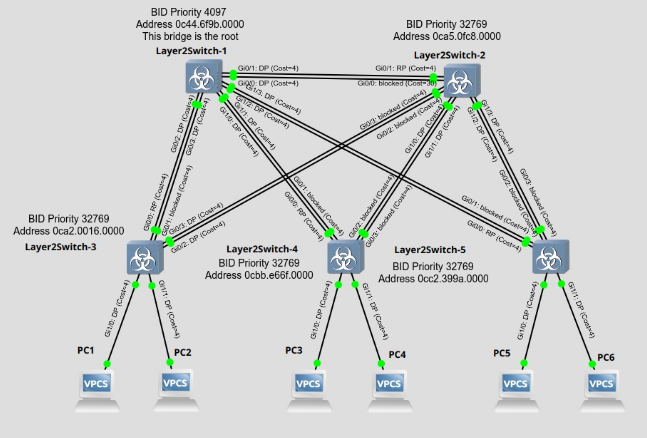 BID Priority 4097
Address 0c44.6f9b.0000
This bridge is the root
Layer2Switch-1
BID Priority 32769
Address 0ca5.0fc8.0000
Layer2Switch-2
Gi0/1: DP (Cost=4)
Gi0/0: DP (Cost=4)
Gi0/1: RP (Cost=4)
Gi0/0: blocked
Gi1/3: DP (Cost=4)
Gi1/2: DP (Cost=4)
Gi1/1: DP (Cost=4)
Gi1/0: DP (Cost=4)
Gi0/2: DP (Cost=4)
Gi0/3: DP (Cost=4)
Gi0/3: blocked (Cost=4)
Gi0/2: blocked (Cost=4)
Gi1/0: DP (Cost=4)
Gi1/1: DP (Cost=4)
Gi1/3: DP (Cost=4)
Gi1/2: DP (Cost=4)
Gi0/0: RP (Cost=4)
Gi0/1: blocked (Cost=4)
Gi0/3: DP (Cost=4)
Gi0/2: DP (Cost=4)
Gi0/1: blocked (Cost=4)
Gi0/0: RP (Cost=4)
Gi0/2: blocked (Cost=4)
Gi0/3: blocked (Cost=4)
Gi0/1: blocked (Cost=4)
Gi0/0: RP (Cost=4)
Gi0/3: blocked (Cost=4)
Gi0/2: blocked (Cost=4)
BID Priority 32769
Address 0ca2.0016.0000
Layer2Switch-3
Layer2Switch-4
BID Priority 32769
Address 0cbb.e66f.0000
Layer2Switch-5
BID Priority 32769
Address 0cc2.399a.0000
Gi1/0: DP (Cost=4)
Gi1/1: DP (Cost=4)
Gi1/0: DP (Cost=4)
Gi1/1: DP (Cost=4)
Gi1/0: DP (Cost=4)
Gi1/1: DP (Cost=4)
PC1
PC2
PC3
PC4
PC5
PC6
VPCS
VPCS
VPCS
VPCS
VPCS
VPCS